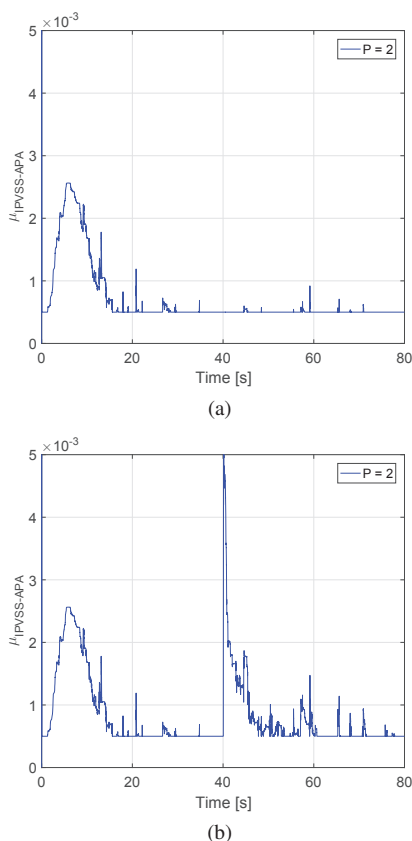 ×10⁻³
5
P = 2
4
3
2
1
0
μIPVSS-APA
0 20 40 60 80
Time [s]
(a)
×10⁻³
5
P = 2
4
3
2
1
0
μIPVSS-APA
0 20 40 60 80
Time [s]
(b)